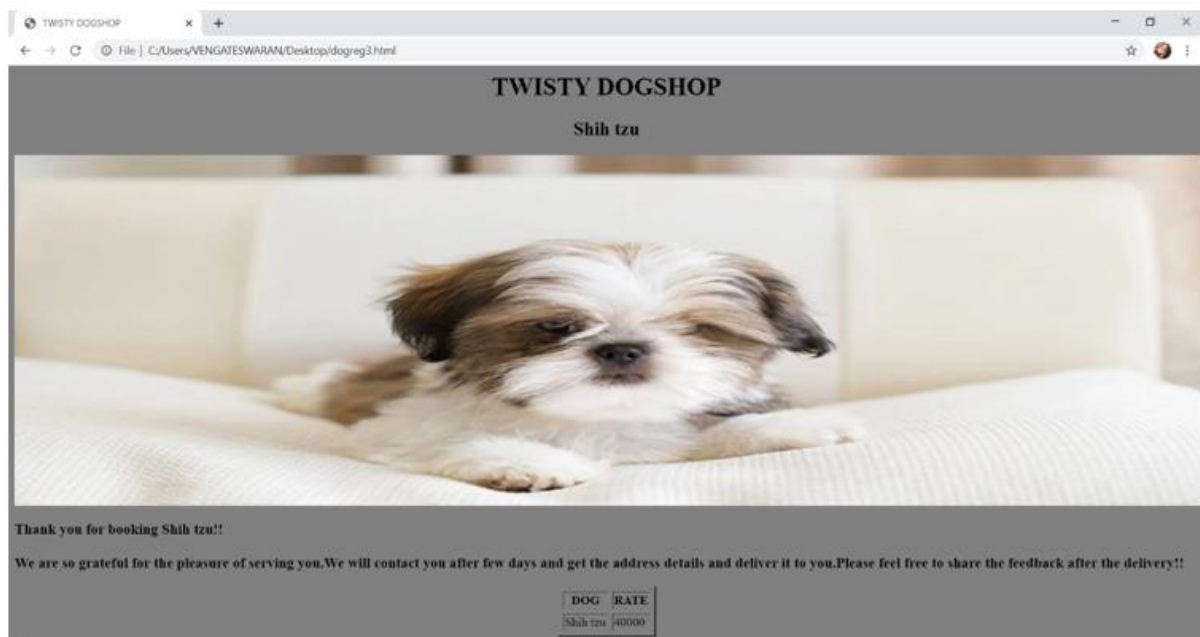 TWISTY DOGSHOP
File | C:/Users/VENGATESWARAN/Desktop/dogreg3.html
TWISTY DOGSHOP
Shih tzu
Thank you for booking Shih tzu!!
We are so grateful for the pleasure of serving you.We will contact you after few days and get the address details and deliver it to you.Please feel free to share the feedback after the delivery!!
DOG RATE
Shih tzu 40000